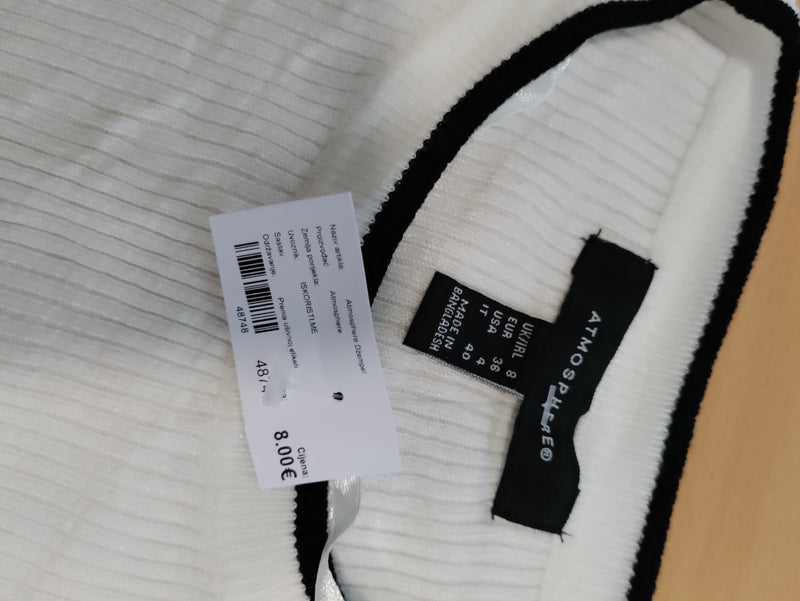 Naziv artikla: Atmosphere Džemper
Proizvođač: Atmosphere
Zemlja porijekla:
Uvoznik: ISKORISTI.ME
Sastav:
Održavanje: Prema ušivnoj etiketi
48748
Cijena:
8.00€
ATMOSPHERE®
UK/IRL 8
EUR 36
USA 4
IT 40
MADE IN
BANGLADESH